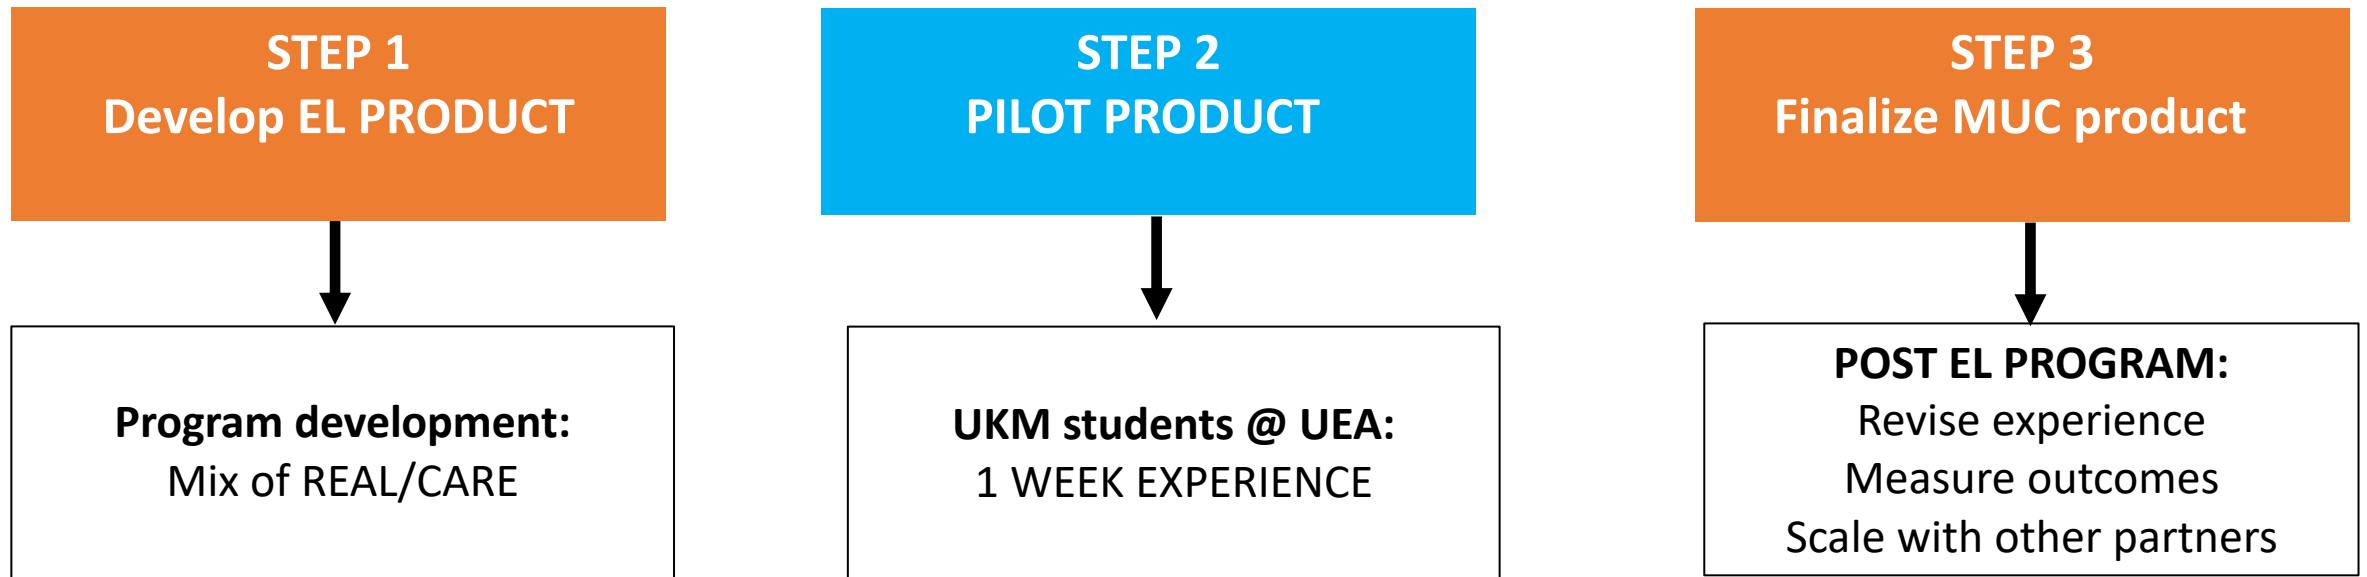 STEP 1
Develop EL PRODUCT
STEP 2
PILOT PRODUCT
STEP 3
Finalize MUC product
Program development:
Mix of REAL/CARE
UKM students @ UEA:
1 WEEK EXPERIENCE
POST EL PROGRAM:
Revise experience
Measure outcomes
Scale with other partners